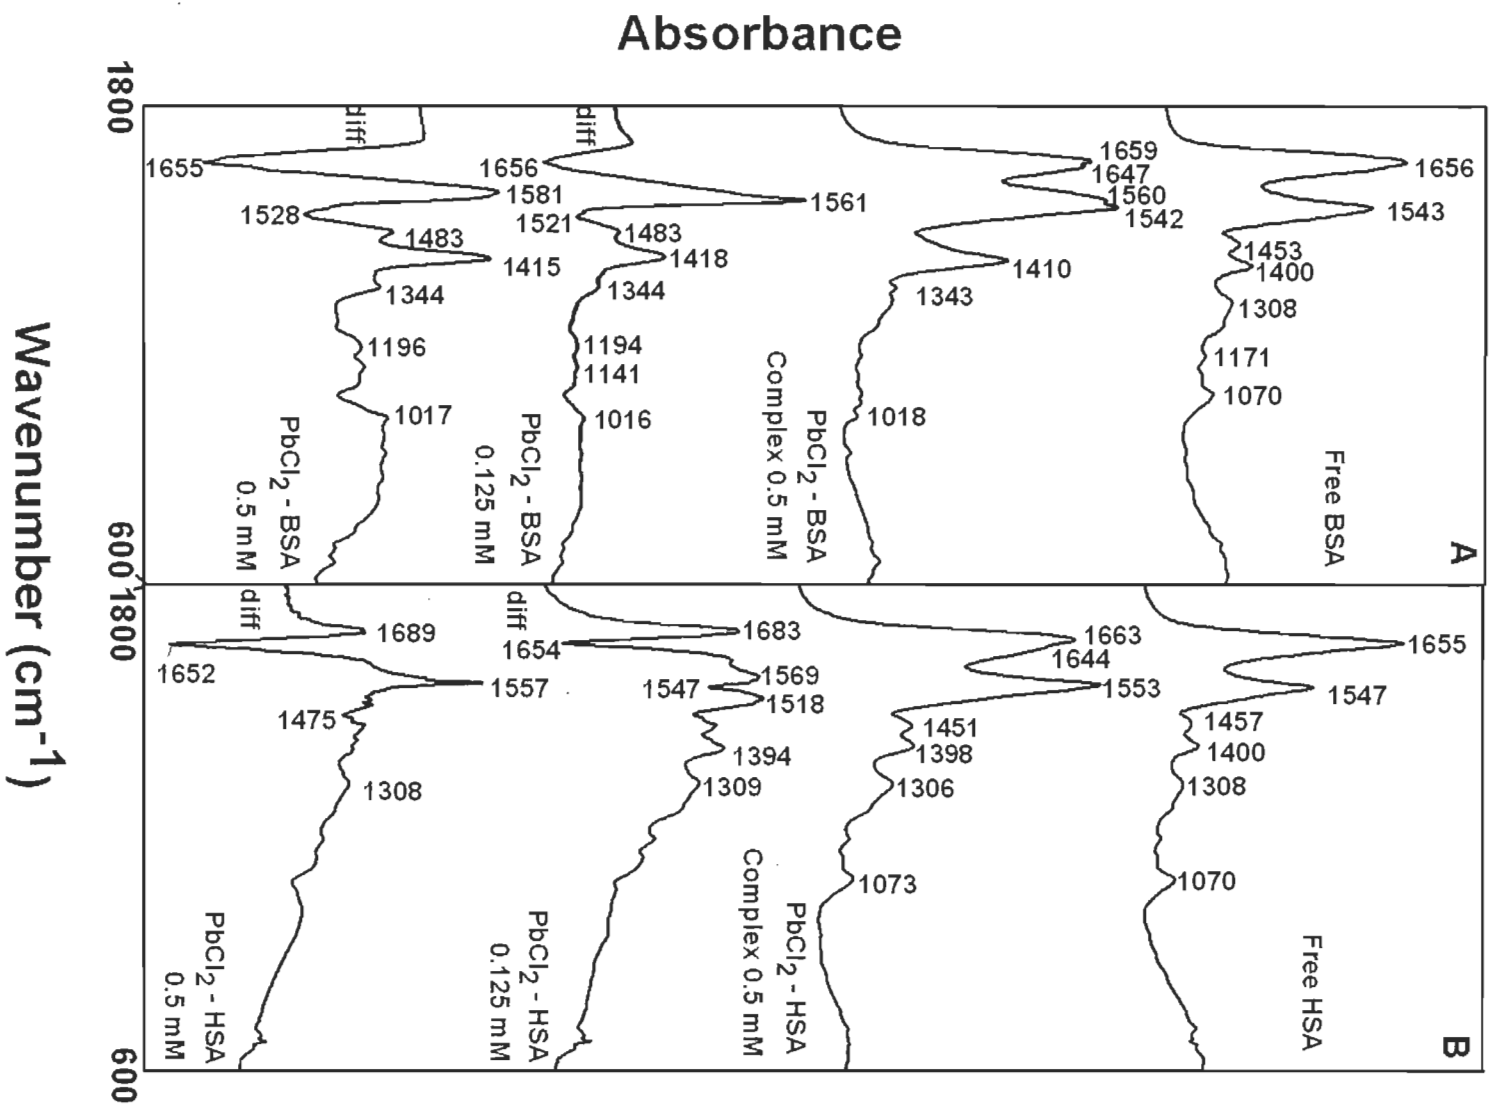 Absorbance
A
Free BSA
1656
1543
1453
1400
1308
1171
1070
PbCl2 - BSA
Complex 0.5 mM
1659
1647
1560
1542
1410
1343
1018
diff
PbCl2 - BSA
0.125 mM
1656
1561
1521
1483
1418
1344
1194
1141
1016
diff
PbCl2 - BSA
0.5 mM
1655
1581
1528
1483
1415
1344
1196
1017
1800
600
B
Free HSA
1655
1547
1457
1400
1308
1070
PbCl2 - HSA
Complex 0.5 mM
1663
1644
1553
1451
1398
1306
1073
diff
PbCl2 - HSA
0.125 mM
1683
1654
1569
1547
1518
1394
1309
diff
PbCl2 - HSA
0.5 mM
1689
1652
1557
1475
1308
1800
600
Wavenumber (cm-1)